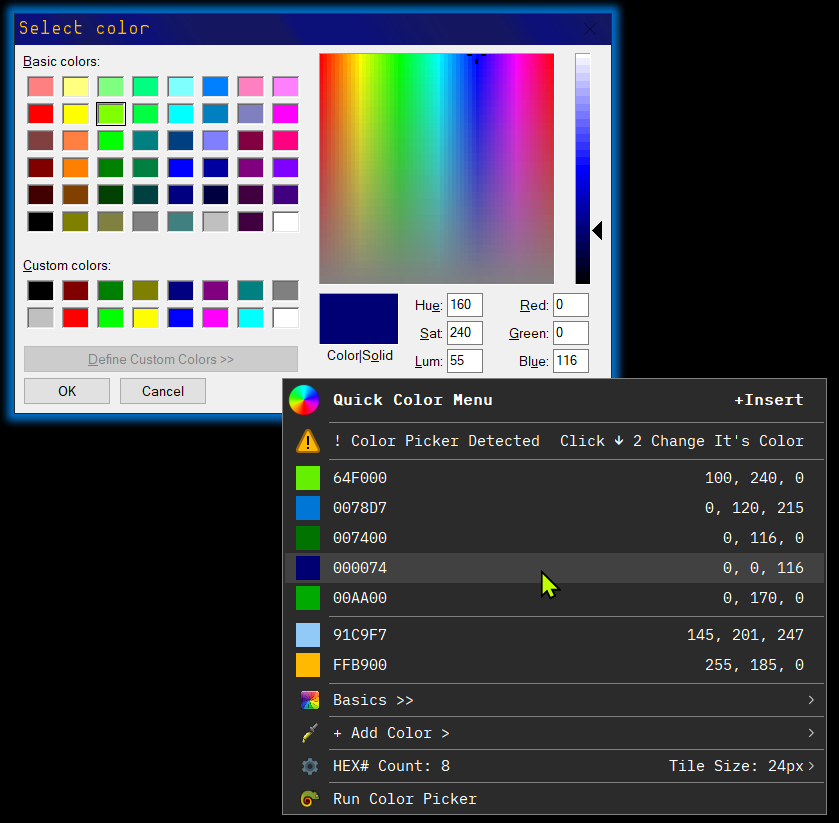 Select color
Basic colors:
Custom colors:
Define Custom Colors >>
OK Cancel
Color|Solid
Hue: 160 Red: 0
Sat: 240 Green: 0
Lum: 55 Blue: 116
Quick Color Menu +Insert
! Color Picker Detected Click ↓ 2 Change It's Color
64F000 100, 240, 0
0078D7 0, 120, 215
007400 0, 116, 0
000074 0, 0, 116
00AA00 0, 170, 0
91C9F7 145, 201, 247
FFB900 255, 185, 0
Basics >>
+ Add Color >
HEX# Count: 8 Tile Size: 24px
Run Color Picker